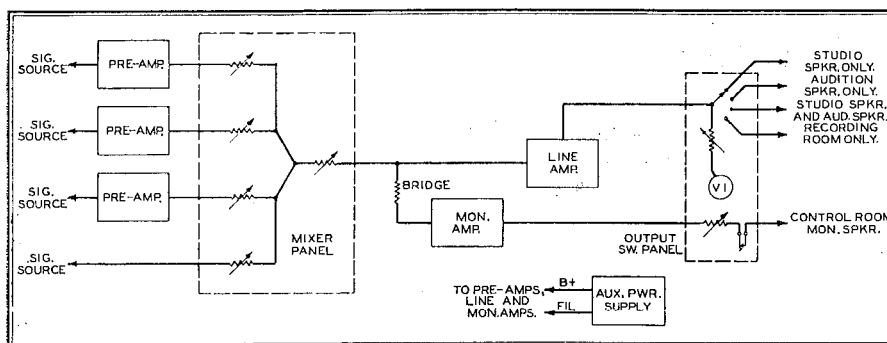 SIG.
SOURCE
PRE-AMP.
SIG.
SOURCE
PRE-AMP.
SIG.
SOURCE
PRE-AMP.
SIG.
SOURCE
MIXER
PANEL
BRIDGE
LINE
AMP.
MON.
AMP.
OUTPUT
SW. PANEL
VI
STUDIO
SPKR. ONLY.
AUDITION
SPKR. ONLY.
STUDIO SPKR.
AND AUD. SPKR.
RECORDING
ROOM ONLY.
CONTROL ROOM
MON. SPKR.
TO PRE-AMPS,
LINE AND
MON. AMPS.
B+
FIL.
AUX. PWR.
SUPPLY